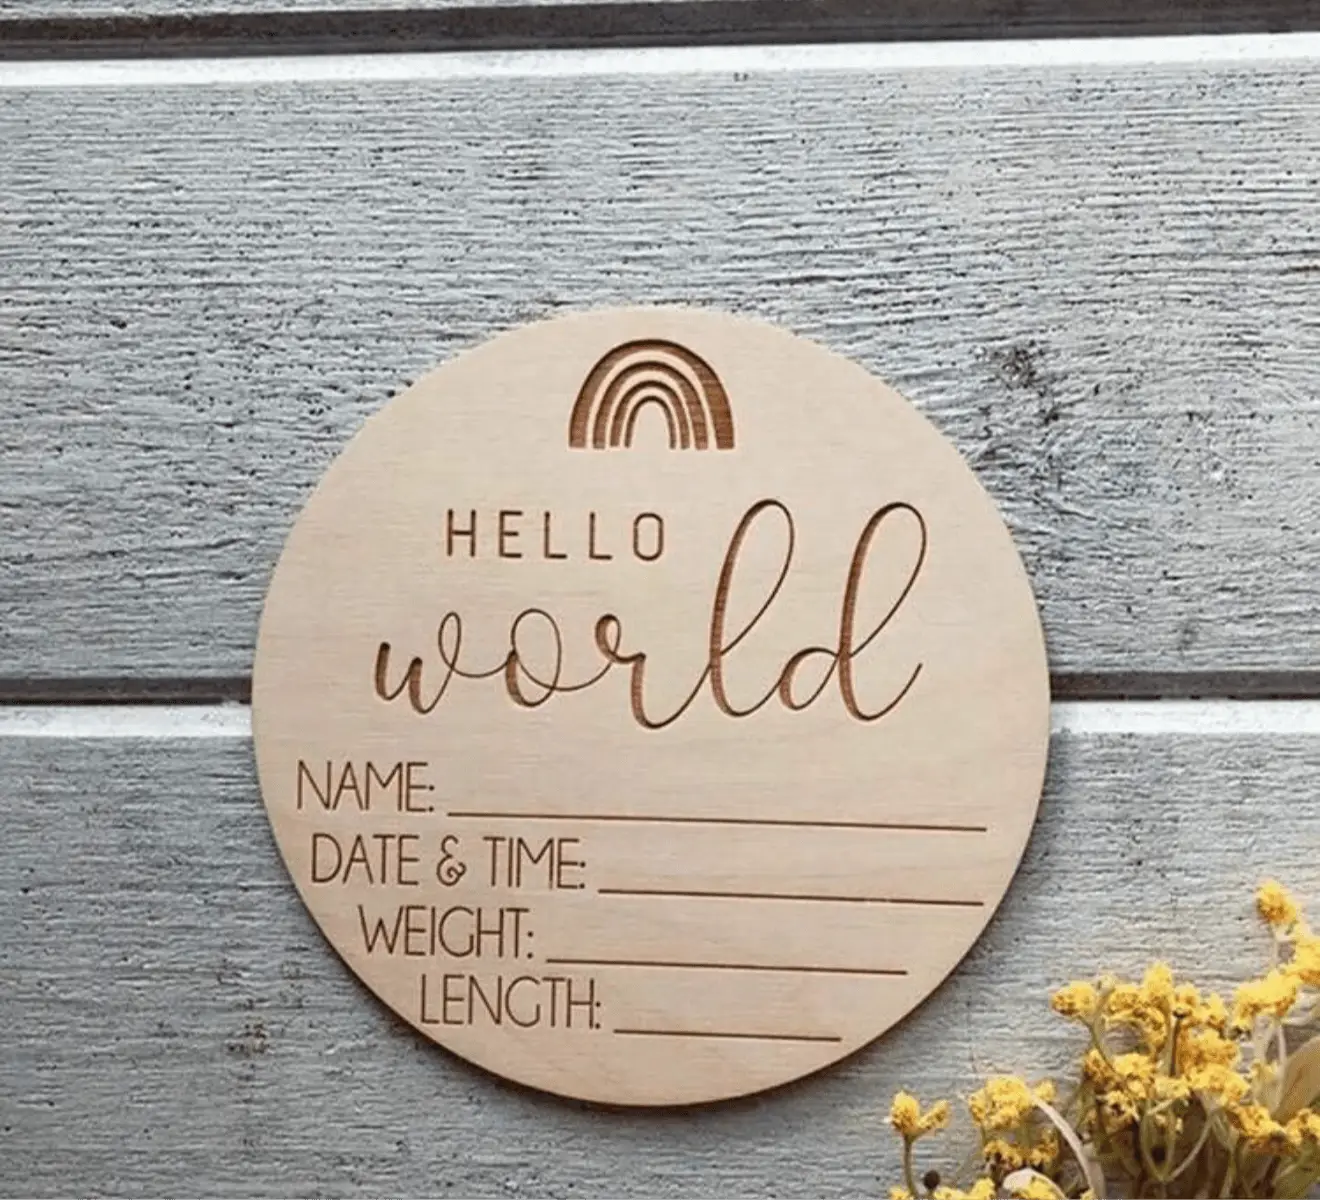 HELLO
world
NAME:
DATE & TIME:
WEIGHT:
LENGTH: